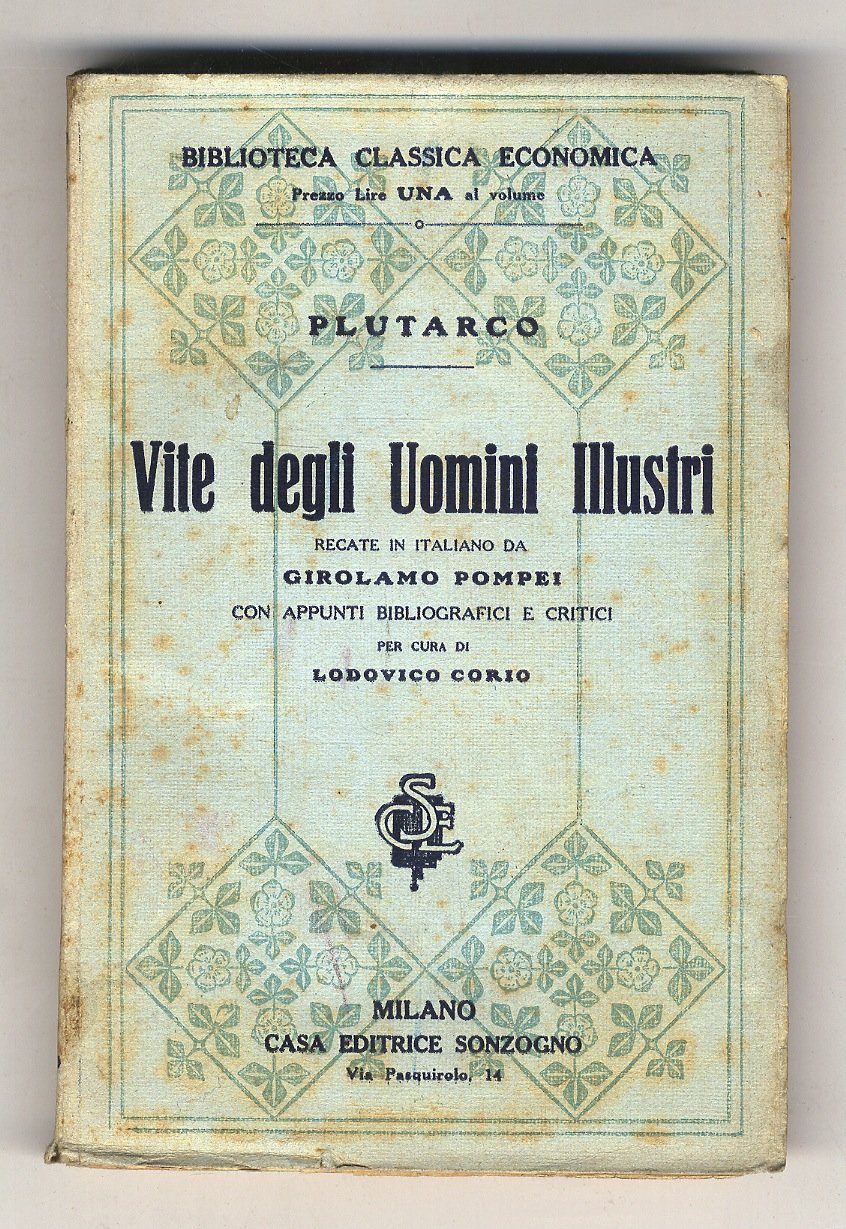 BIBLIOTECA CLASSICA ECONOMICA
Prezzo Lire UNA al volume
PLUTARCO
Vite degli Uomini Illustri
RECATE IN ITALIANO DA
GIROLAMO POMPEI
CON APPUNTI BIBLIOGRAFICI E CRITICI
PER CURA DI
LODOVICO CORIO
CSEL
MILANO
CASA EDITRICE SONZOGNO
Via Pasquirolo, 14